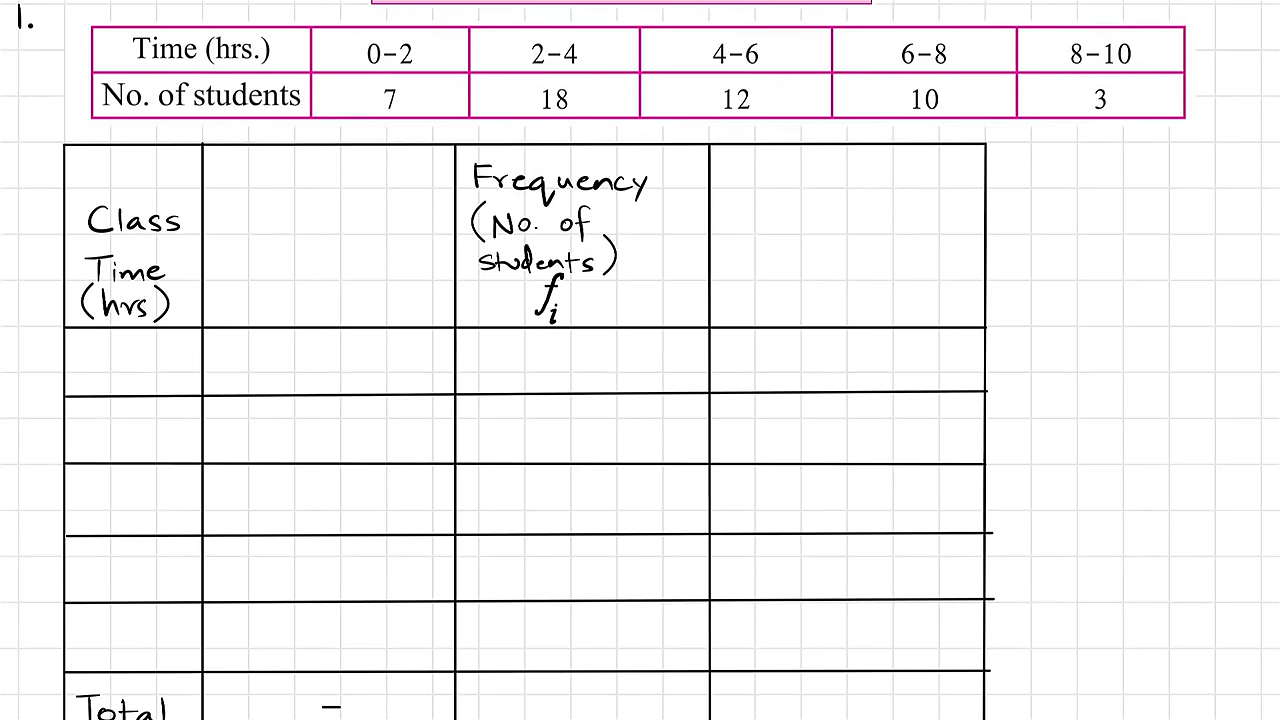 1.
Time (hrs.) 0-2 2-4 4-6 6-8 8-10
No. of students 7 18 12 10 3
Class
Time
(hrs)
Frequency
(No. of
students)
fi
Total –